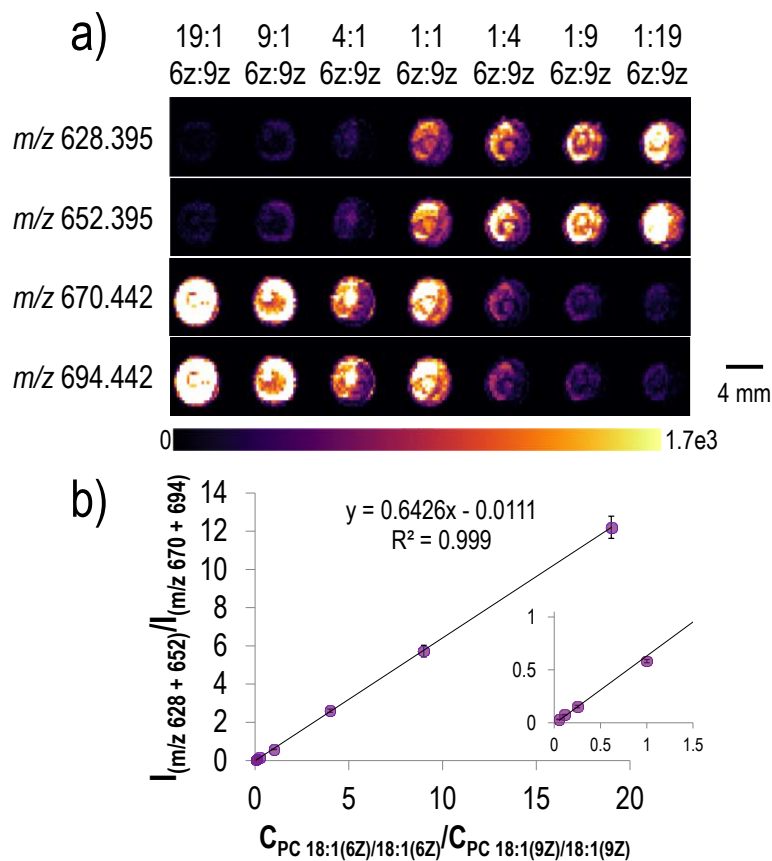 a)
19:1 9:1 4:1 1:1 1:4 1:9 1:19
6z:9z 6z:9z 6z:9z 6z:9z 6z:9z 6z:9z 6z:9z
m/z 628.395
m/z 652.395
m/z 670.442
m/z 694.442
4 mm
0 1.7e3
b)
y = 0.6426x - 0.0111
R² = 0.999
I(m/z 628 + 652)/I(m/z 670 + 694)
14
12
10
8
6
4
2
0
0 5 10 15 20
1
0.5
0
0 0.5 1 1.5
CPC 18:1(6Z)/18:1(6Z)/CPC 18:1(9Z)/18:1(9Z)